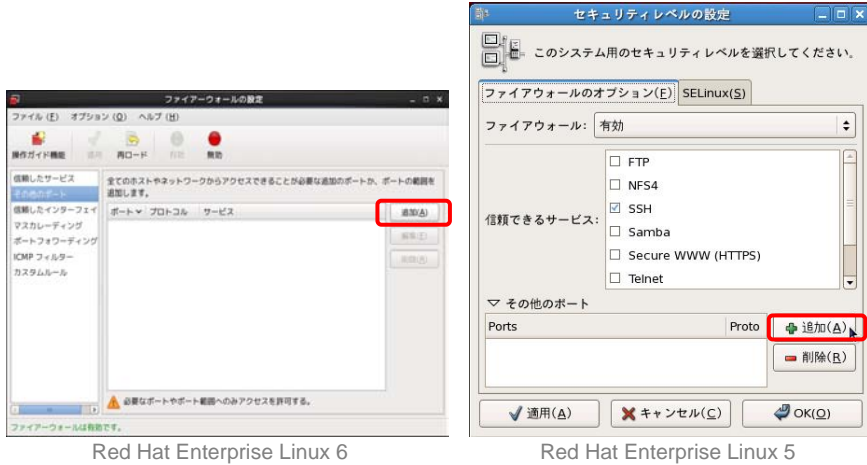 ファイアーウォールの設定
ファイル (F) オプション (O) ヘルプ (H)
操作ガイド機能 適用 再ロード 有効 無効
信頼したサービス
その他のポート
信頼したインターフェイ
マスカレーディング
ポートフォワーディング
ICMP フィルター
カスタムルール
全てのホストやネットワークからアクセスできることが必要な追加のポートか、ポートの範囲を
追加します。
ポート プロトコル サービス
追加(A)
編集(E)
削除(R)
必要なポートやポート範囲へのみアクセスを許可する。
ファイアーウォールは有効です。
Red Hat Enterprise Linux 6
セキュリティレベルの設定
このシステム用のセキュリティレベルを選択してください。
ファイアウォールのオプション(F) SELinux(S)
ファイアウォール: 有効
信頼できるサービス:
FTP
NFS4
SSH
Samba
Secure WWW (HTTPS)
Telnet
その他のポート
Ports Proto
追加(A)
削除(R)
適用(A) キャンセル(C) OK(O)
Red Hat Enterprise Linux 5